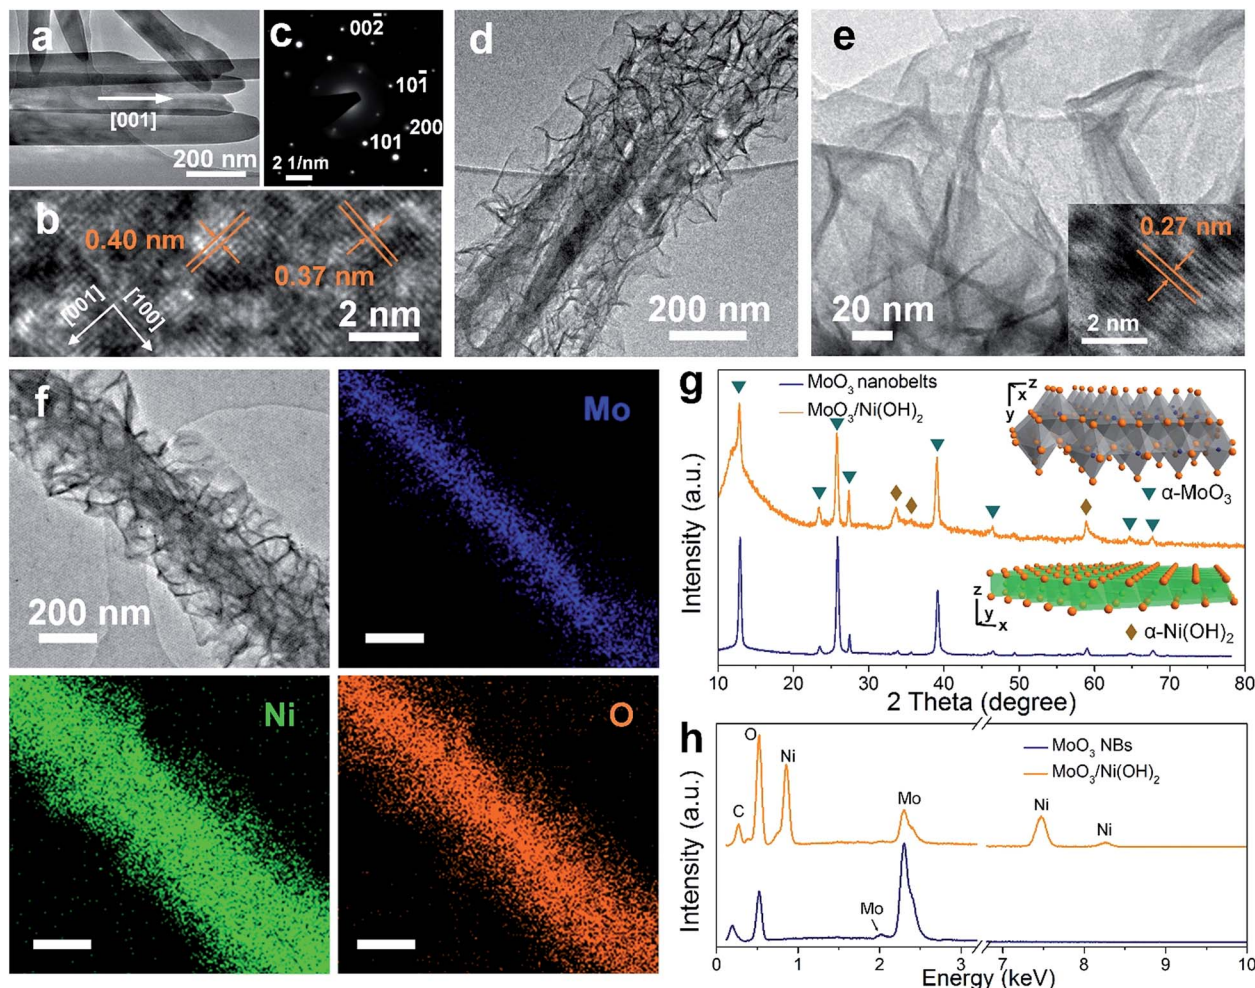 a
[001]
200 nm
c
002̄
101̄
200
101
2 1/nm
b
0.40 nm
0.37 nm
[001]
[100]
2 nm
d
200 nm
e
20 nm
0.27 nm
2 nm
f
200 nm
Mo
Ni
O
g
MoO₃ nanobelts
MoO₃/Ni(OH)₂
z
x
y
α-MoO₃
z
y
x
α-Ni(OH)₂
Intensity (a.u.)
10 20 30 40 50 60 70 80
2 Theta (degree)
h
MoO₃ NBs
MoO₃/Ni(OH)₂
C
O
Ni
Mo
Ni
Ni
Mo
Intensity (a.u.)
0 1 2 3 7 8 9 10
Energy (keV)